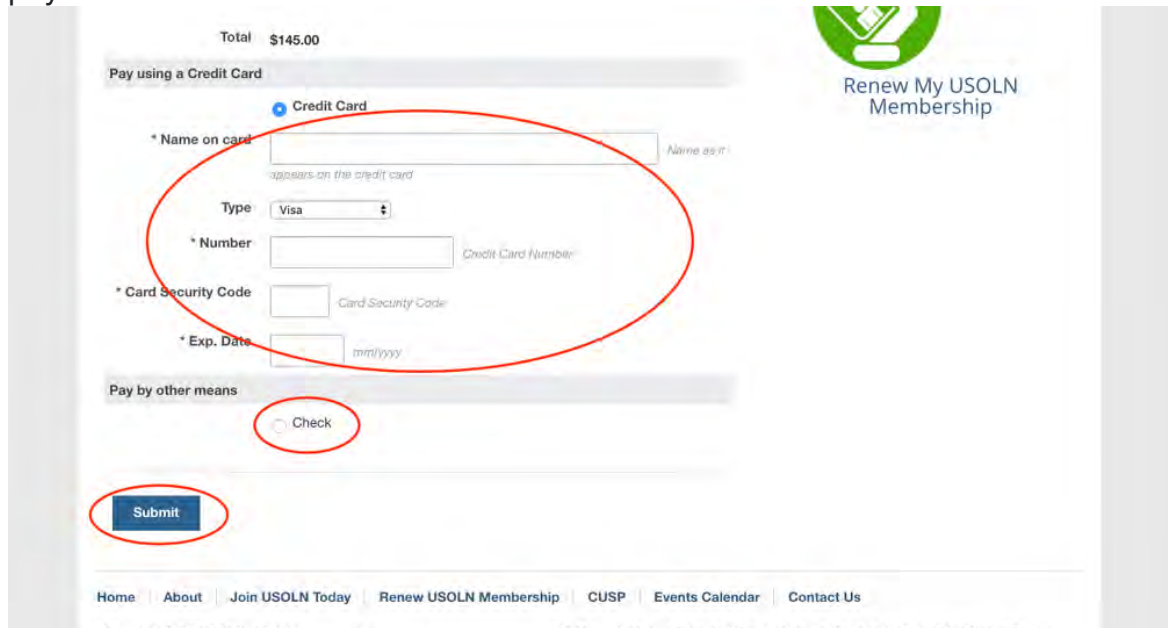 Total $145.00
Pay using a Credit Card
Renew My USOLN
Membership
Credit Card
* Name on card
Name as it
appears on the credit card
Type Visa
* Number Credit Card Number
* Card Security Code Card Security Code
* Exp. Date mm/yyyy
Pay by other means
Check
Submit
Home About Join USOLN Today Renew USOLN Membership CUSP Events Calendar Contact Us